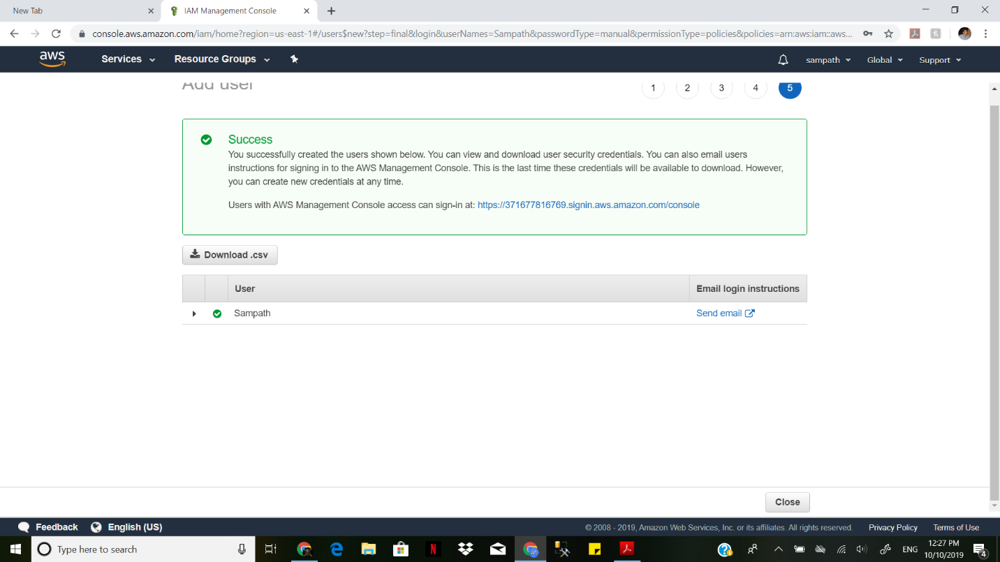 New Tab
IAM Management Console
console.aws.amazon.com/iam/home?region=us-east-1#/users$new?step=final&login&userNames=Sampath&passwordType=manual&permissionType=policies&policies=arn:aws:iam::aws...
aws Services Resource Groups sampath Global Support
Add user 1 2 3 4 5
Success
You successfully created the users shown below. You can view and download user security credentials. You can also email users
instructions for signing in to the AWS Management Console. This is the last time these credentials will be available to download. However,
you can create new credentials at any time.
Users with AWS Management Console access can sign-in at: https://371677816769.signin.aws.amazon.com/console
Download .csv
User Email login instructions
Sampath Send email
Close
Feedback English (US) © 2008 - 2019, Amazon Web Services, Inc. or its affiliates. All rights reserved. Privacy Policy Terms of Use
Type here to search
ENG
12:27 PM
10/10/2019
4